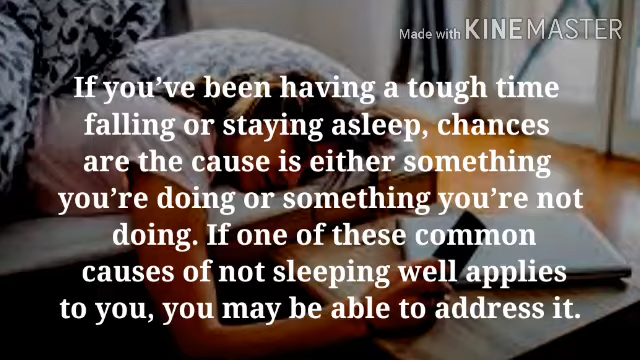 Made with KINEMASTER
If you’ve been having a tough time
falling or staying asleep, chances
are the cause is either something
you’re doing or something you’re not
doing. If one of these common
causes of not sleeping well applies
to you, you may be able to address it.